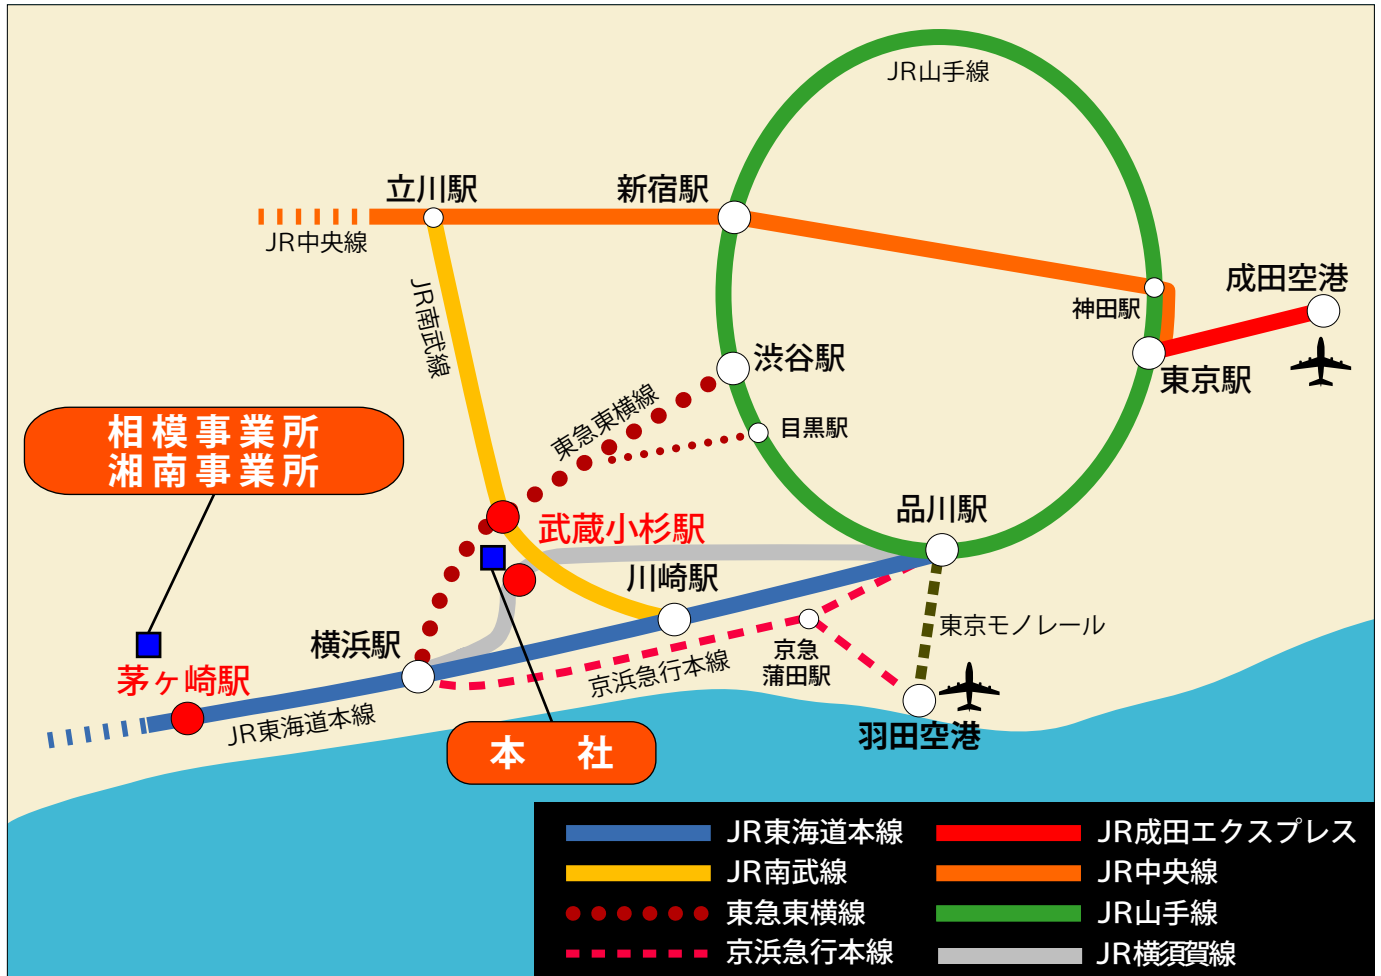 JR山手線
立川駅
新宿駅
JR中央線
成田空港
神田駅
JR南武線
渋谷駅
東京駅
東急東横線
目黒駅
相模事業所
湘南事業所
武蔵小杉駅
品川駅
川崎駅
横浜駅
東京モノレール
京急
蒲田駅
茅ヶ崎駅
京浜急行本線
JR東海道本線
羽田空港
本　社
JR東海道本線
JR成田エクスプレス
JR南武線
JR中央線
東急東横線
JR山手線
京浜急行本線
JR横須賀線